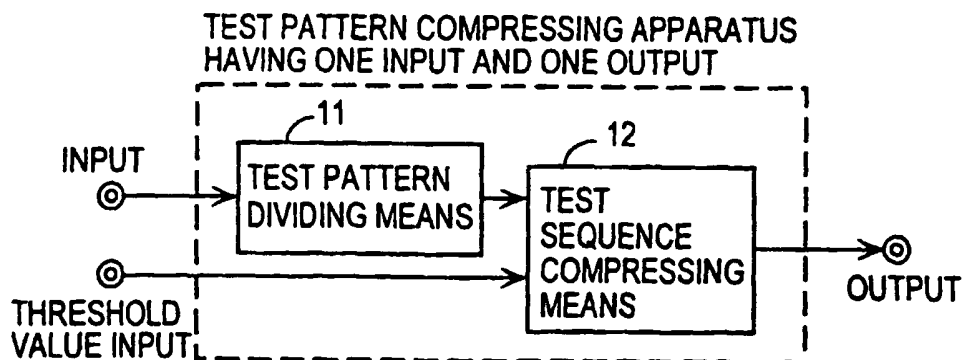 TEST PATTERN COMPRESSING APPARATUS
HAVING ONE INPUT AND ONE OUTPUT
11
12
INPUT
TEST PATTERN
DIVIDING MEANS
TEST
SEQUENCE
COMPRESSING
MEANS
OUTPUT
THRESHOLD
VALUE INPUT